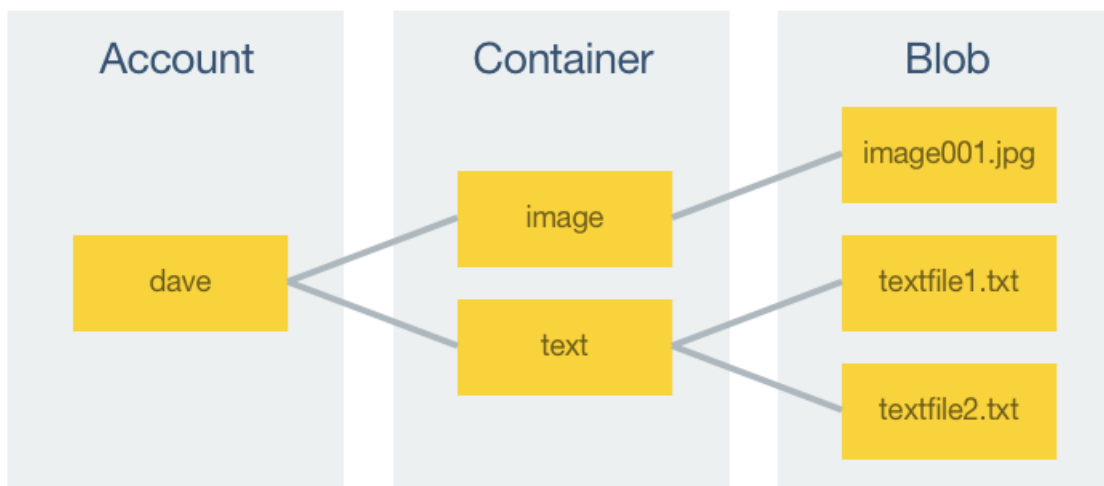 Account
Container
Blob
dave
image
text
image001.jpg
textfile1.txt
textfile2.txt